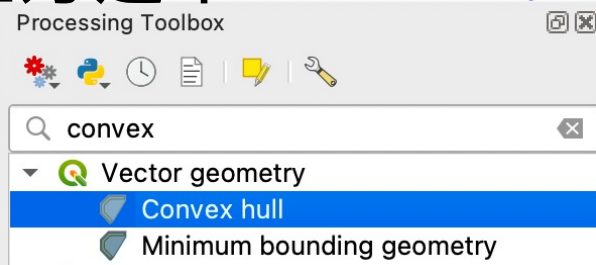 Processing Toolbox
convex
Vector geometry
Convex hull
Minimum bounding geometry